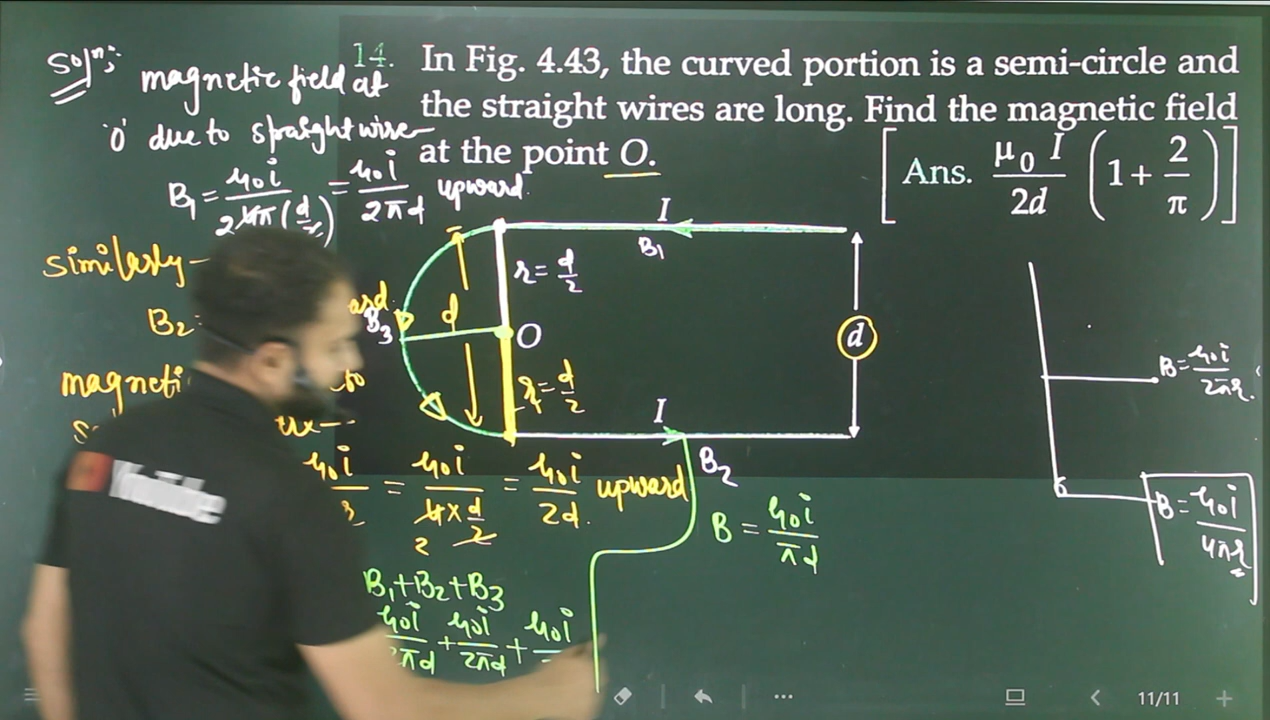 14. In Fig. 4.43, the curved portion is a semi-circle and
the straight wires are long. Find the magnetic field
at the point O.
[Ans. μ₀ I / 2d (1 + 2/π)]
Solⁿ;
magnetic field at
'O' due to straight wire
B₁ = μ₀i / 2 4π(d/2) = μ₀i / 2πd upward
Similarly
B₂
ard.
magneti
to
μ₀i / = μ₀i / 4×d/2 = μ₀i / 2d. upward
2
B₁+B₂+B₃
μ₀i / 2πd + μ₀i / 2πd + μ₀i
I
B₁
r = d/2
d
B₃
O
d
r = d/2
I
B₂
B = μ₀i / πd
B = μ₀i / 2πr.
B = μ₀i / 4πr
YouTube
11/11